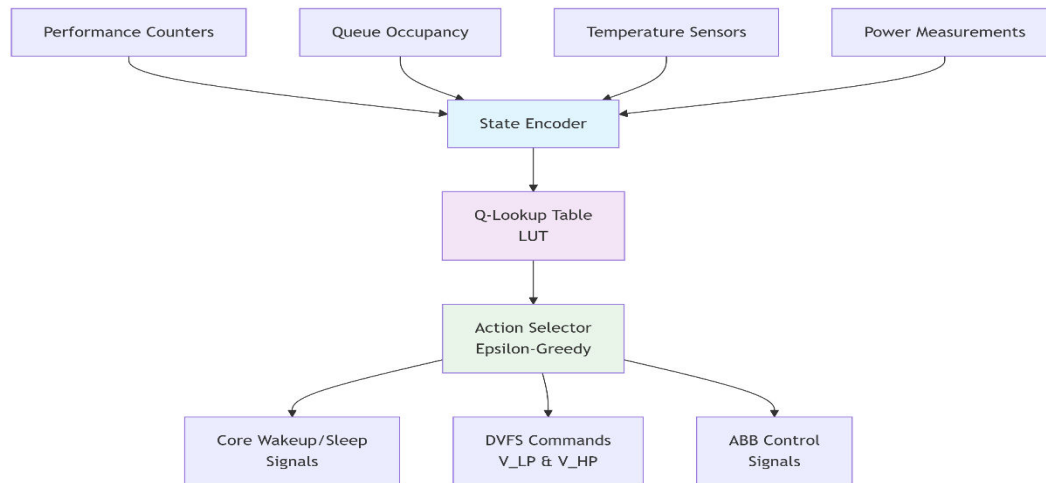 Performance Counters
Queue Occupancy
Temperature Sensors
Power Measurements
State Encoder
Q-Lookup Table
LUT
Action Selector
Epsilon-Greedy
Core Wakeup/Sleep
Signals
DVFS Commands
V_LP & V_HP
ABB Control
Signals